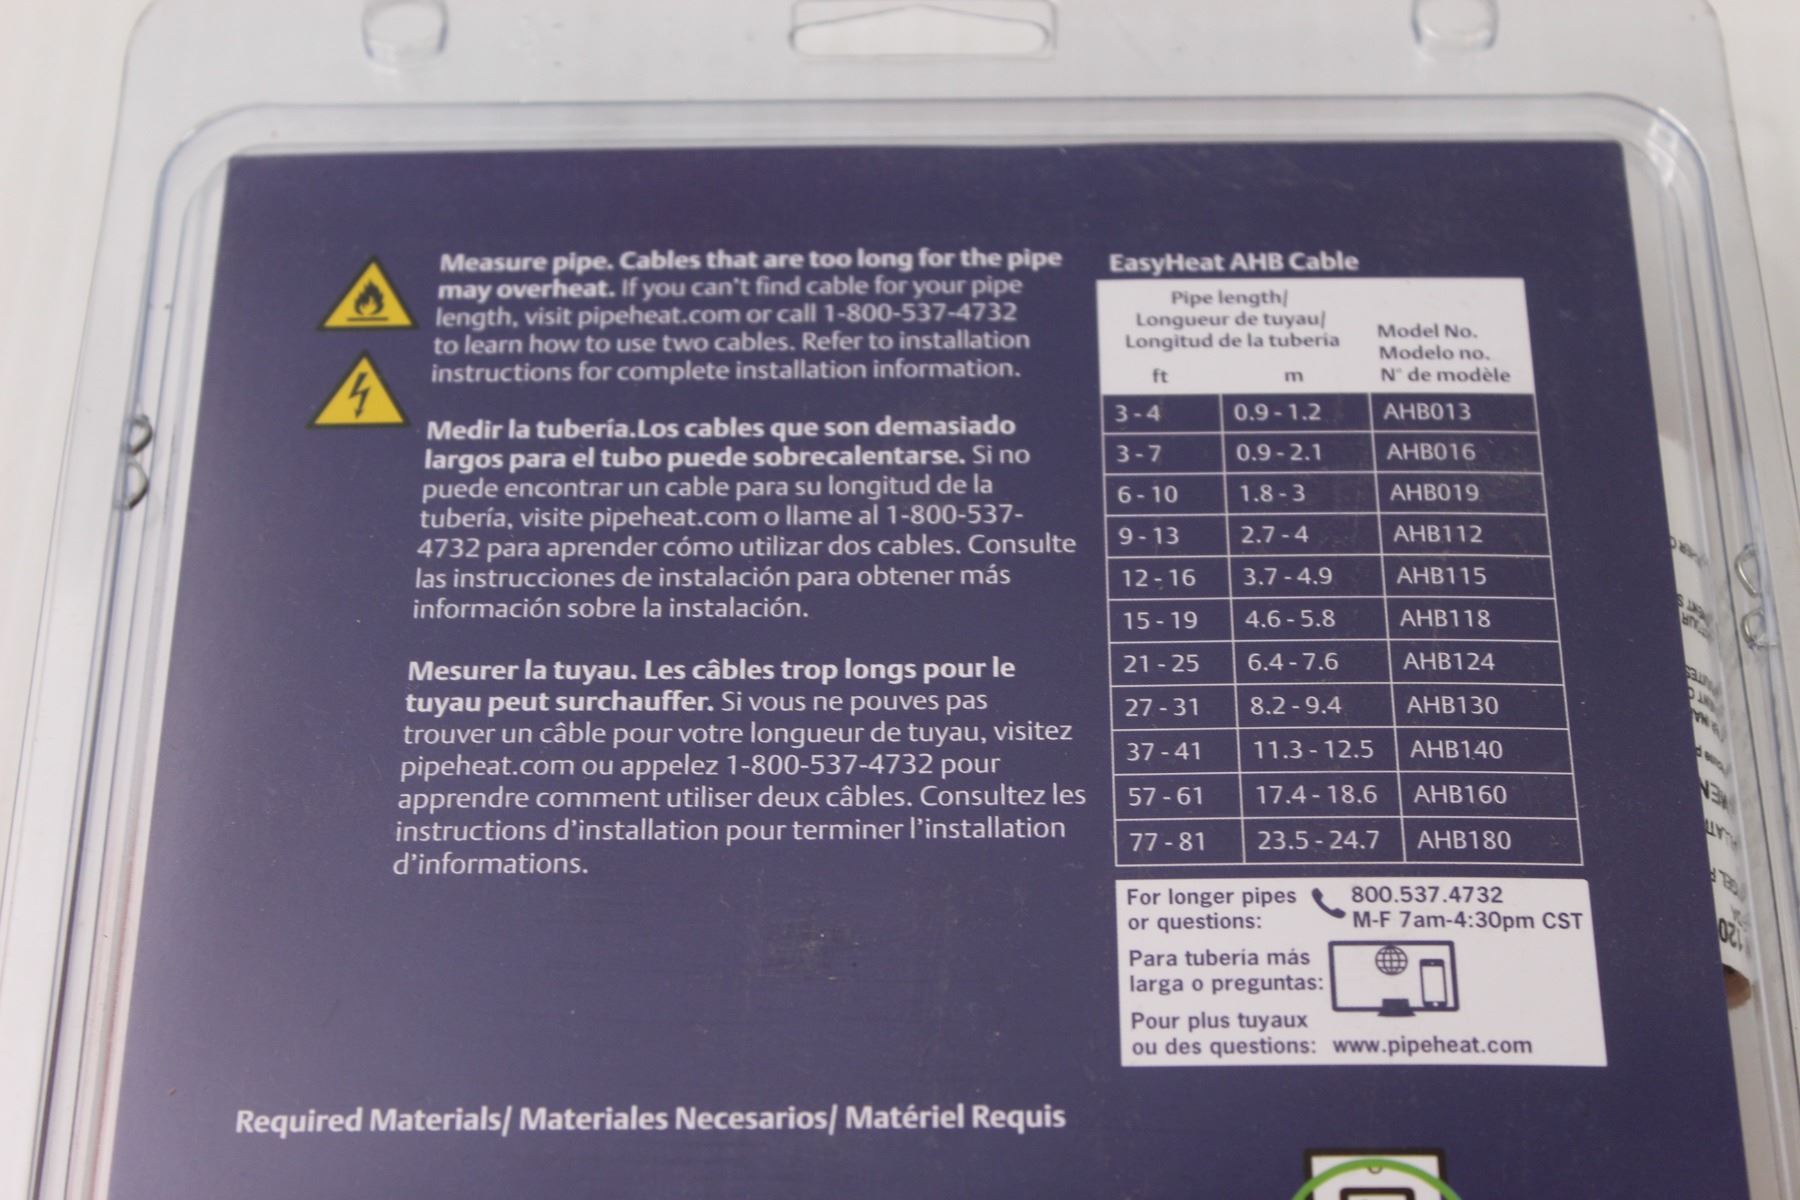 Measure pipe. Cables that are too long for the pipe
may overheat. If you can't find cable for your pipe
length, visit pipeheat.com or call 1-800-537-4732
to learn how to use two cables. Refer to installation
instructions for complete installation information.
Medir la tubería.Los cables que son demasiado
largos para el tubo puede sobrecalentarse. Si no
puede encontrar un cable para su longitud de la
tubería, visite pipeheat.com o llame al 1-800-537-
4732 para aprender cómo utilizar dos cables. Consulte
las instrucciones de instalación para obtener más
información sobre la instalación.
Mesurer la tuyau. Les câbles trop longs pour le
tuyau peut surchauffer. Si vous ne pouves pas
trouver un câble pour votre longueur de tuyau, visitez
pipeheat.com ou appelez 1-800-537-4732 pour
apprendre comment utiliser deux câbles. Consultez les
instructions d'installation pour terminer l'installation
d'informations.
EasyHeat AHB Cable
Pipe length/
Longueur de tuyau/
Longitud de la tubería
Model No.
Modelo no.
N° de modèle
ft m
3 - 4 0.9 - 1.2 AHB013
3 - 7 0.9 - 2.1 AHB016
6 - 10 1.8 - 3 AHB019
9 - 13 2.7 - 4 AHB112
12 - 16 3.7 - 4.9 AHB115
15 - 19 4.6 - 5.8 AHB118
21 - 25 6.4 - 7.6 AHB124
27 - 31 8.2 - 9.4 AHB130
37 - 41 11.3 - 12.5 AHB140
57 - 61 17.4 - 18.6 AHB160
77 - 81 23.5 - 24.7 AHB180
For longer pipes 800.537.4732
or questions: M-F 7am-4:30pm CST
Para tubería más
larga o preguntas:
Pour plus tuyaux
ou des questions: www.pipeheat.com
Required Materials/ Materiales Necesarios/ Matériel Requis
120